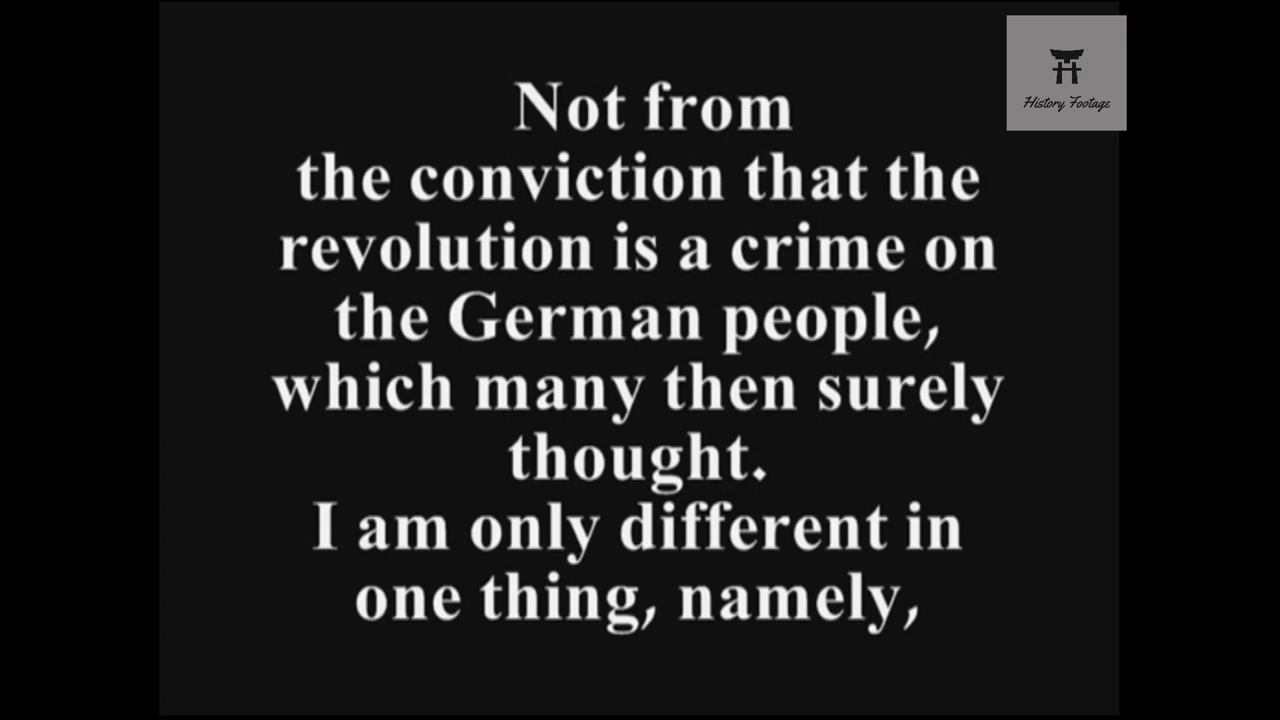 Not from
the conviction that the
revolution is a crime on
the German people,
which many then surely
thought.
I am only different in
one thing, namely,
History Footage